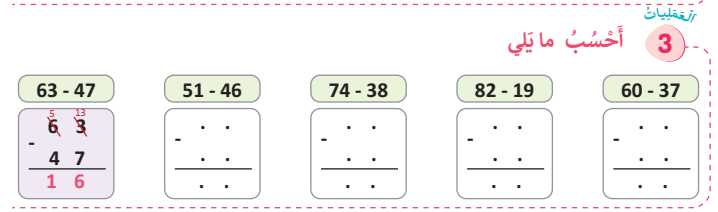 اَلْعَمَلِيّاتُ
3 أَحْسُبُ ما يَلي
63 - 47 51 - 46 74 - 38 82 - 19 60 - 37
5 13
6 3 . . . . . . . .
- - - - -
4 7 . . . . . . . .
1 6 . . . . . . . .